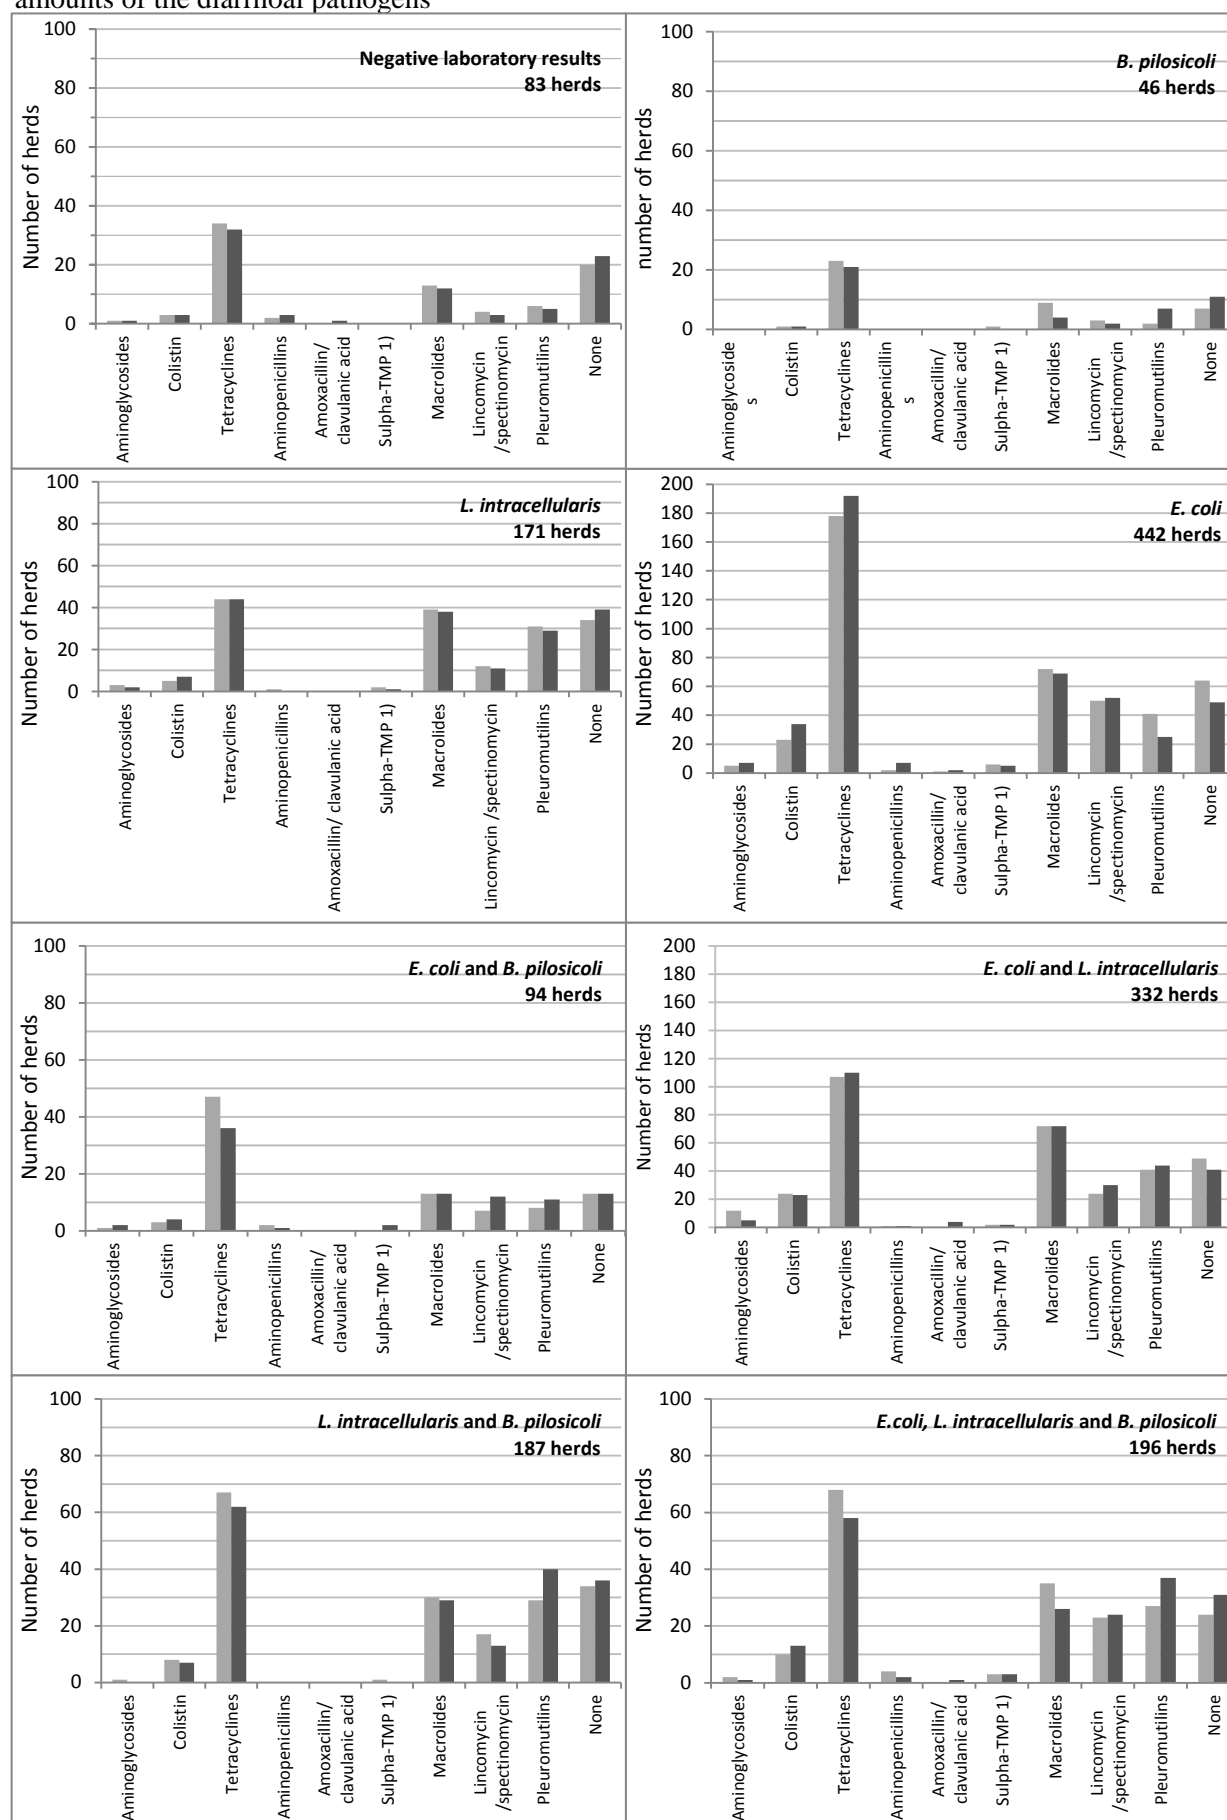 amounts of the diarrhoal pathogens
Negative laboratory results
83 herds
Number of herds
100
80
60
40
20
0
Aminoglycosides
Colistin
Tetracyclines
Aminopenicillins
Amoxacillin/
clavulanic acid
Sulpha-TMP 1)
Macrolides
Lincomycin
/spectinomycin
Pleuromutilins
None
B. pilosicoli
46 herds
number of herds
100
80
60
40
20
0
Aminoglycoside
s
Colistin
Tetracyclines
Aminopenicillin
s
Amoxacillin/
clavulanic acid
Sulpha-TMP 1)
Macrolides
Lincomycin
/spectinomycin
Pleuromutilins
None
L. intracellularis
171 herds
Number of herds
100
80
60
40
20
0
Aminoglycosides
Colistin
Tetracyclines
Aminopenicillins
Amoxacillin/ clavulanic acid
Sulpha-TMP 1)
Macrolides
Lincomycin /spectinomycin
Pleuromutilins
None
E. coli
442 herds
Number of herds
200
180
160
140
120
100
80
60
40
20
0
Aminoglycosides
Colistin
Tetracyclines
Aminopenicillins
Amoxacillin/
clavulanic acid
Sulpha-TMP 1)
Macrolides
Lincomycin
/spectinomycin
Pleuromutilins
None
E. coli and B. pilosicoli
94 herds
Number of herds
100
80
60
40
20
0
Aminoglycosides
Colistin
Tetracyclines
Aminopenicillins
Amoxacillin/
clavulanic acid
Sulpha-TMP 1)
Macrolides
Lincomycin
/spectinomycin
Pleuromutilins
None
E. coli and L. intracellularis
332 herds
Number of herds
200
180
160
140
120
100
80
60
40
20
0
Aminoglycosides
Colistin
Tetracyclines
Aminopenicillins
Amoxacillin/
clavulanic acid
Sulpha-TMP 1)
Macrolides
Lincomycin
/spectinomycin
Pleuromutilins
None
L. intracellularis and B. pilosicoli
187 herds
Number of herds
100
80
60
40
20
0
Aminoglycosides
Colistin
Tetracyclines
Aminopenicillins
Amoxacillin/
clavulanic acid
Sulpha-TMP 1)
Macrolides
Lincomycin
/spectinomycin
Pleuromutilins
None
E.coli, L. intracellularis and B. pilosicoli
196 herds
Number of herds
100
80
60
40
20
0
Aminoglycosides
Colistin
Tetracyclines
Aminopenicillins
Amoxacillin/
clavulanic acid
Sulpha-TMP 1)
Macrolides
Lincomycin
/spectinomycin
Pleuromutilins
None